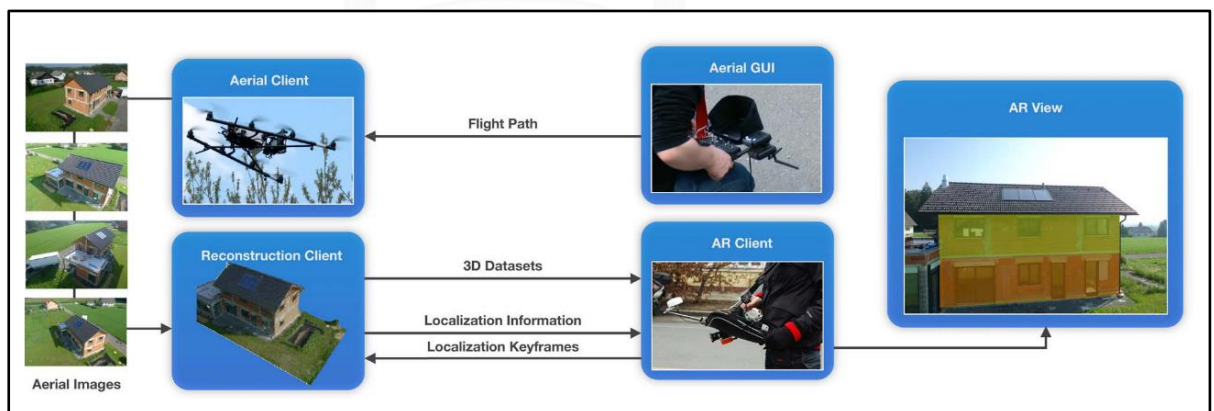 Aerial Client
Aerial GUI
AR View
Flight Path
Reconstruction Client
AR Client
3D Datasets
Localization Information
Localization Keyframes
Aerial Images